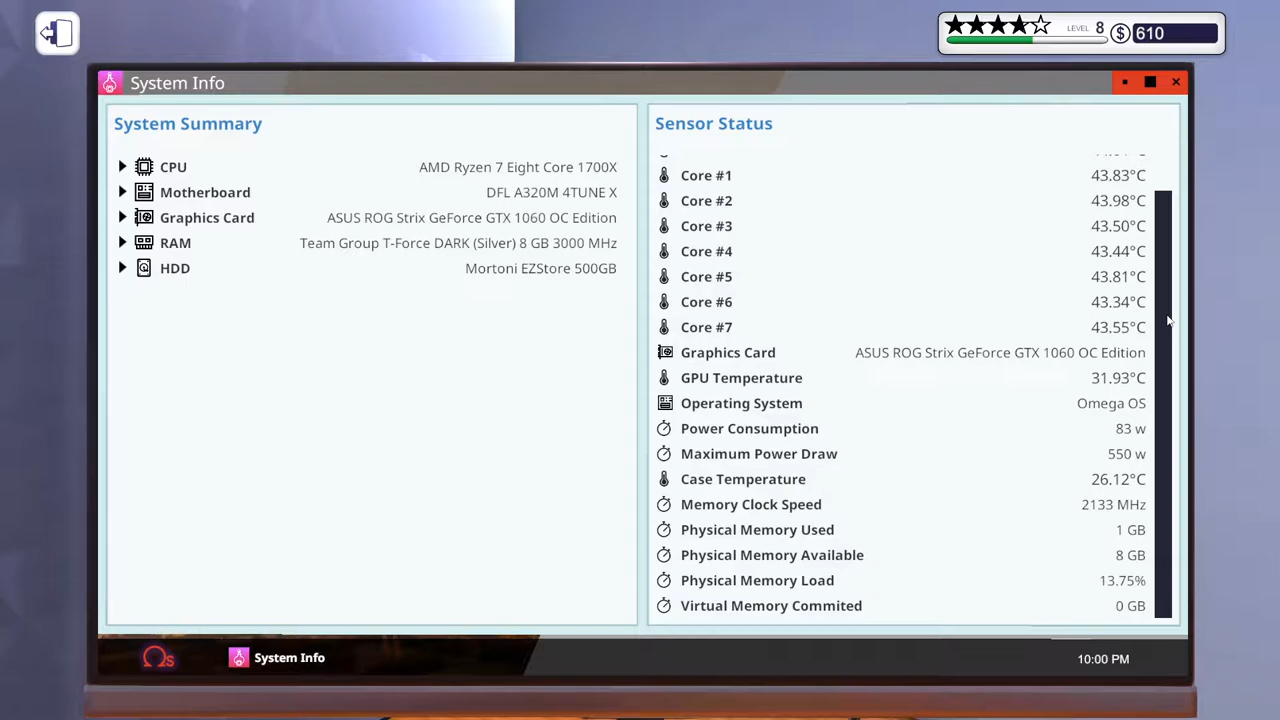 LEVEL 8
$ 610
System Info
System Summary
CPU AMD Ryzen 7 Eight Core 1700X
Motherboard DFL A320M 4TUNE X
Graphics Card ASUS ROG Strix GeForce GTX 1060 OC Edition
RAM Team Group T-Force DARK (Silver) 8 GB 3000 MHz
HDD Mortoni EZStore 500GB
Sensor Status
Core #1 43.83°C
Core #2 43.98°C
Core #3 43.50°C
Core #4 43.44°C
Core #5 43.81°C
Core #6 43.34°C
Core #7 43.55°C
Graphics Card ASUS ROG Strix GeForce GTX 1060 OC Edition
GPU Temperature 31.93°C
Operating System Omega OS
Power Consumption 83 w
Maximum Power Draw 550 w
Case Temperature 26.12°C
Memory Clock Speed 2133 MHz
Physical Memory Used 1 GB
Physical Memory Available 8 GB
Physical Memory Load 13.75%
Virtual Memory Commited 0 GB
Ωs
System Info
10:00 PM